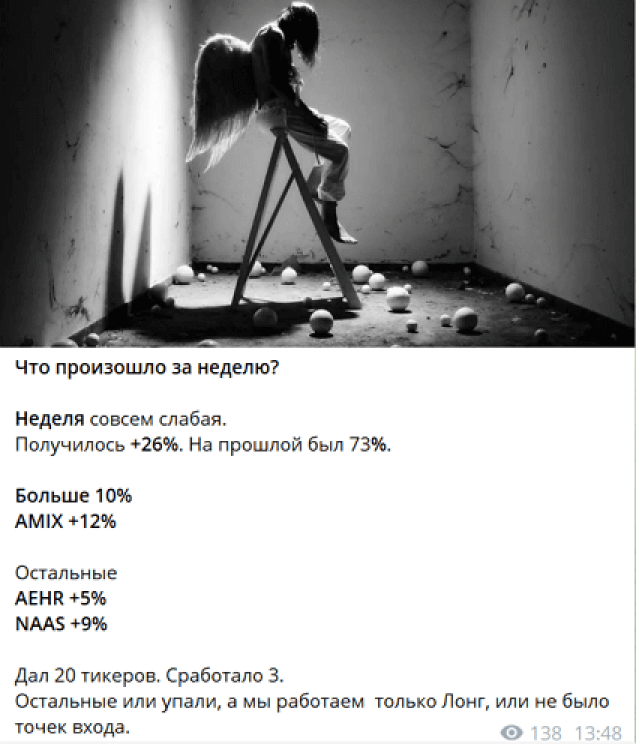 Что произошло за неделю?
Неделя совсем слабая.
Получилось +26%. На прошлой был 73%.
Больше 10%
AMIX +12%
Остальные
AEHR +5%
NAAS +9%
Дал 20 тикеров. Сработало 3.
Остальные или упали, а мы работаем только Лонг, или не было
точек входа.
138 13:48